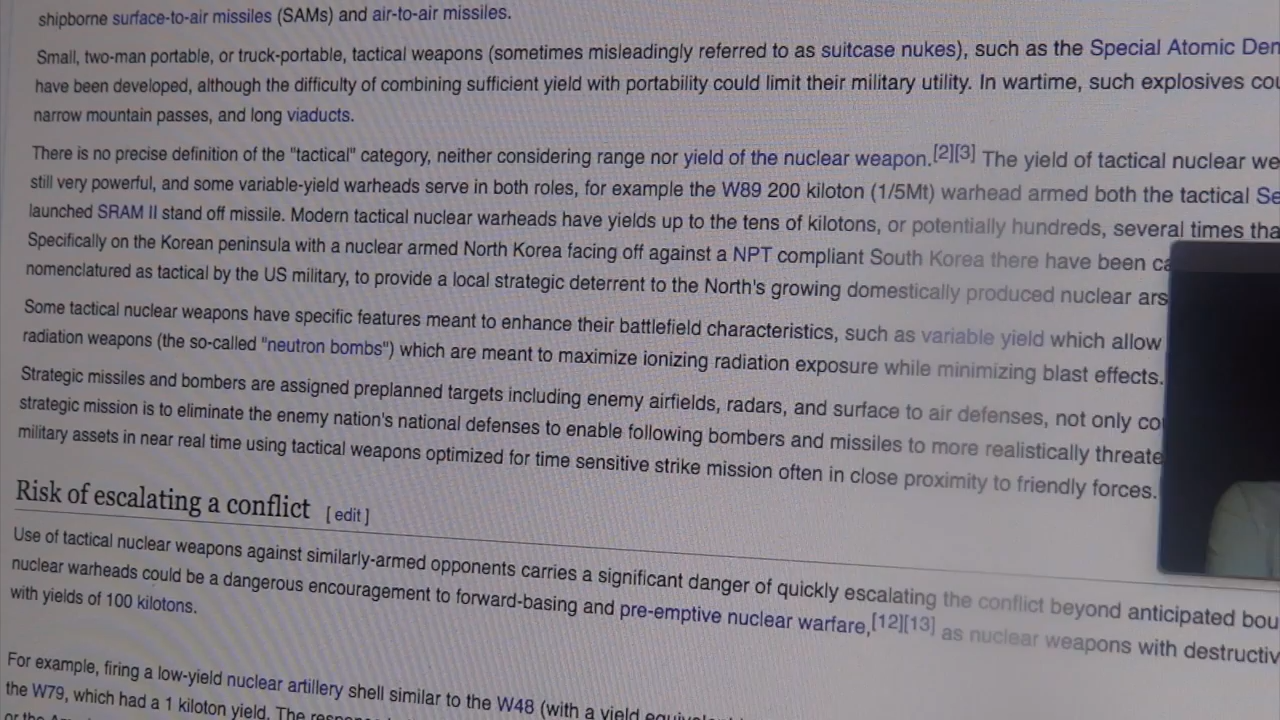 shipborne surface-to-air missiles (SAMs) and air-to-air missiles.
Small, two-man portable, or truck-portable, tactical weapons (sometimes misleadingly referred to as suitcase nukes), such as the Special Atomic Dem
have been developed, although the difficulty of combining sufficient yield with portability could limit their military utility. In wartime, such explosives cou
narrow mountain passes, and long viaducts.
There is no precise definition of the "tactical" category, neither considering range nor yield of the nuclear weapon.[2][3] The yield of tactical nuclear we
still very powerful, and some variable-yield warheads serve in both roles, for example the W89 200 kiloton (1/5Mt) warhead armed both the tactical Se
launched SRAM II stand off missile. Modern tactical nuclear warheads have yields up to the tens of kilotons, or potentially hundreds, several times tha
Specifically on the Korean peninsula with a nuclear armed North Korea facing off against a NPT compliant South Korea there have been ca
nomenclatured as tactical by the US military, to provide a local strategic deterrent to the North's growing domestically produced nuclear ars
Some tactical nuclear weapons have specific features meant to enhance their battlefield characteristics, such as variable yield which allow
radiation weapons (the so-called "neutron bombs") which are meant to maximize ionizing radiation exposure while minimizing blast effects.
Strategic missiles and bombers are assigned preplanned targets including enemy airfields, radars, and surface to air defenses, not only co
strategic mission is to eliminate the enemy nation's national defenses to enable following bombers and missiles to more realistically threate
military assets in near real time using tactical weapons optimized for time sensitive strike mission often in close proximity to friendly forces.
Risk of escalating a conflict [edit]
Use of tactical nuclear weapons against similarly-armed opponents carries a significant danger of quickly escalating the conflict beyond anticipated bou
nuclear warheads could be a dangerous encouragement to forward-basing and pre-emptive nuclear warfare,[12][13] as nuclear weapons with destructiv
with yields of 100 kilotons.
For example, firing a low-yield nuclear artillery shell similar to the W48 (with a yield
the W79, which had a 1 kiloton yield. The
or the